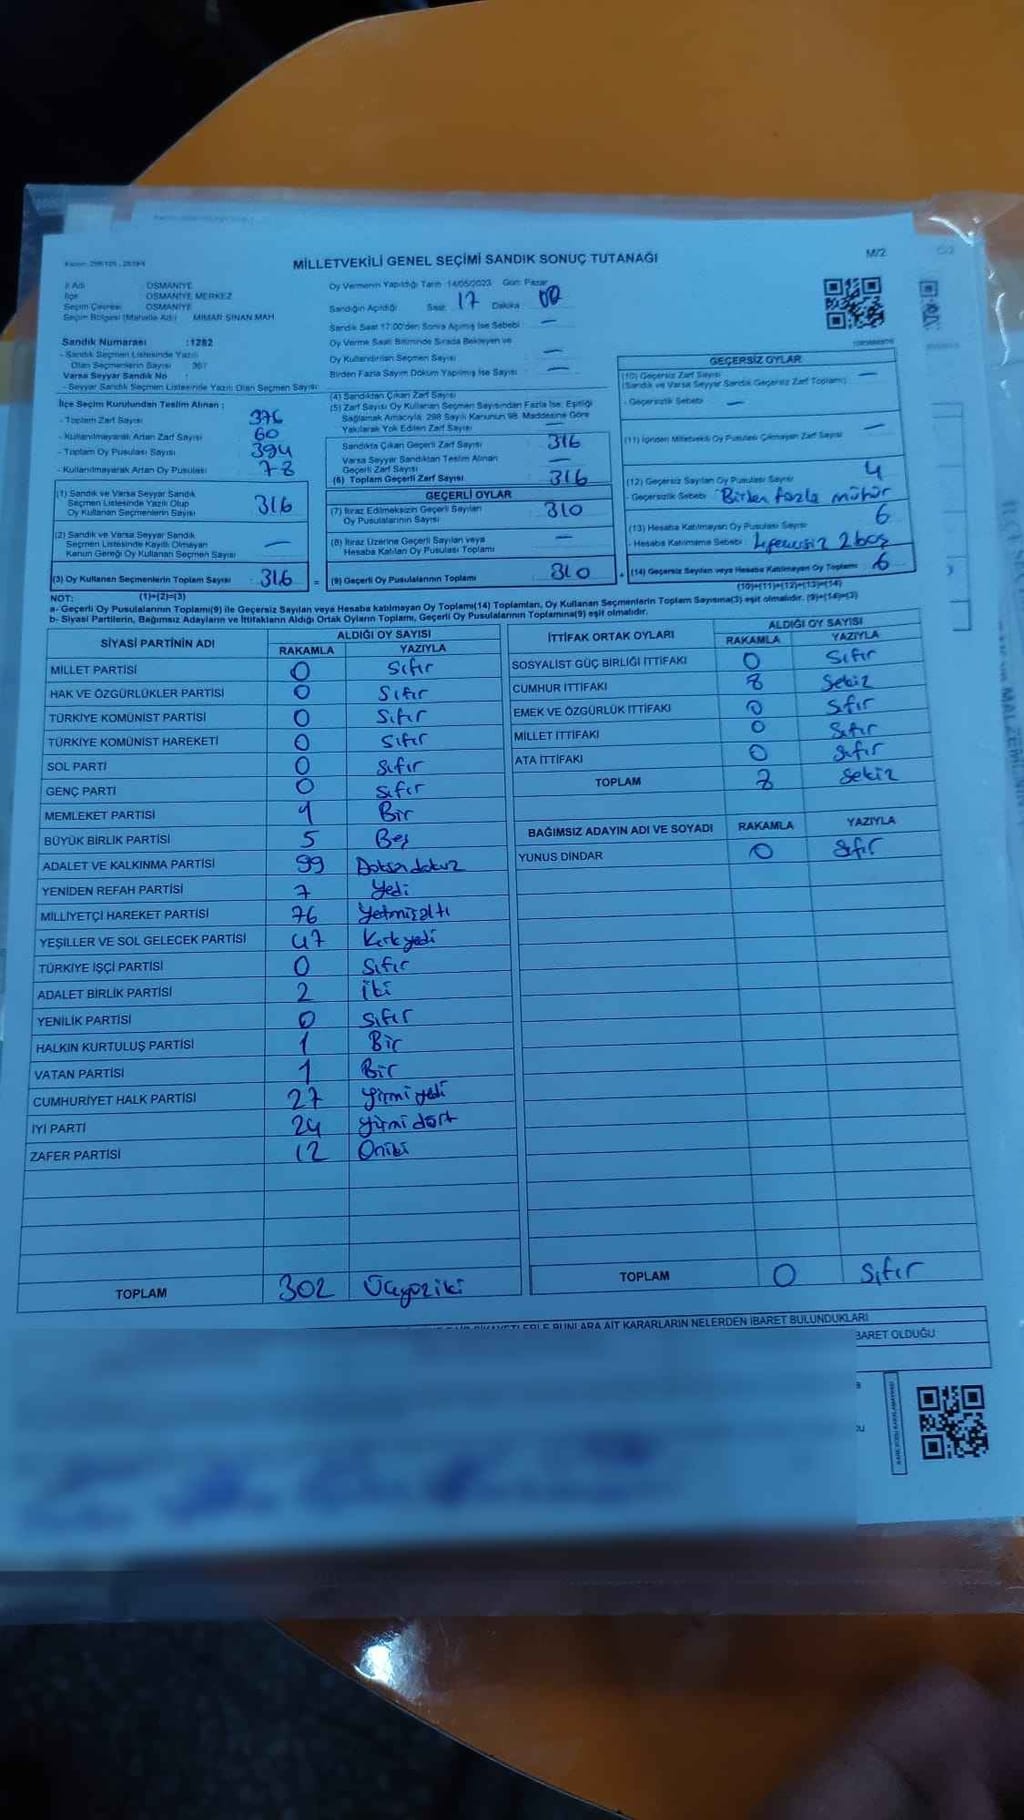 MİLLETVEKİLİ GENEL SEÇİMİ SANDIK SONUÇ TUTANAĞI
M/2
İl Adı OSMANİYE
İlçe OSMANİYE MERKEZ
Seçim Çevresi OSMANİYE
Seçim Bölgesi (Mahalle Adı) MİMAR SİNAN MAH.
Sandık Numarası :1282
- Sandık Seçmen Listesinde Yazılı
Olan Seçmenlerin Sayısı
Varsa Seyyar Sandık No
- Seyyar Sandık Seçmen Listesinde Yazılı Olan Seçmen Sayısı
Oy Vermenin Yapıldığı Tarih 14/05/2023 Gün: Pazar
Sandığın Açıldığı Saat 17 Dakika 00
Sandık Saat 17.00'den Sonra Açılmış İse Sebebi —
Oy Verme Saati Bitiminde Sırada Bekleyen ve
Oy Kullandırılan Seçmen Sayısı —
Birden Fazla Sayım Döküm Yapılmış İse Sayısı —
İlçe Seçim Kurulundan Teslim Alınan :
- Toplam Zarf Sayısı 376
- Kullanılmayarak Artan Zarf Sayısı 60
- Toplam Oy Pusulası Sayısı 394
- Kullanılmayarak Artan Oy Pusulası 78
(1) Sandık ve Varsa Seyyar Sandık
Seçmen Listesinde Yazılı Olup
Oy Kullanan Seçmenlerin Sayısı 316
(2) Sandık ve Varsa Seyyar Sandık
Seçmen Listesinde Kayıtlı Olmayan
Kanun Gereği Oy Kullanan Seçmen Sayısı —
(3) Oy Kullanan Seçmenlerin Toplam Sayısı 316 =
(1)+(2)=(3)
(4) Sandıktan Çıkan Zarf Sayısı
(5) Zarf Sayısı Oy Kullanan Seçmen Sayısından Fazla İse, Eşitliği
Sağlamak Amacıyla, 298 Sayılı Kanunun 98. Maddesine Göre
Yakılarak Yok Edilen Zarf Sayısı —
Sandıkta Çıkan Geçerli Zarf Sayısı 316
Varsa Seyyar Sandıktan Teslim Alınan
Geçerli Zarf Sayısı —
(6) Toplam Geçerli Zarf Sayısı 316
GEÇERLİ OYLAR
(7) İtiraz Edilmeksizin Geçerli Sayılan
Oy Pusulalarının Sayısı 310
(8) İtiraz Üzerine Geçerli Sayılan veya
Hesaba Katılan Oy Pusulası Toplamı —
(9) Geçerli Oy Pusulalarının Toplamı 310 +
GEÇERSİZ OYLAR
(10) Geçersiz Zarf Sayısı —
(Sandık ve Varsa Seyyar Sandık Geçersiz Zarf Toplamı)
- Geçersizlik Sebebi —
(11) İçinden Milletvekili Oy Pusulası Çıkmayan Zarf Sayısı —
(12) Geçersiz Sayılan Oy Pusulası Sayısı 4
- Geçersizlik Sebebi Birden fazla mühür
(13) Hesaba Katılmayan Oy Pusulası Sayısı 6
- Hesaba Katılmama Sebebi 2 boş
(14) Geçersiz Sayılan veya Hesaba Katılmayan Oy Toplamı 6
(10)+(11)+(12)+(13)=(14)
NOT:
a- Geçerli Oy Pusulaları Toplamı(9) ile Geçersiz Sayılan veya Hesaba katılmayan Oy Toplamı(14) Toplamları, Oy Kullanan Seçmenlerin Toplam Sayısına(3) eşit olmalıdır. (9)+(14)=(3)
b- Siyasi Partilerin, Bağımsız Adayların ve İttifakların Aldığı Ortak Oyların Toplamı, Geçerli Oy Pusulalarının Toplamına(9) eşit olmalıdır.
SİYASİ PARTİNİN ADI ALDIĞI OY SAYISI
RAKAMLA YAZIYLA
MİLLET PARTİSİ 0 Sıfır
HAK VE ÖZGÜRLÜKLER PARTİSİ 0 Sıfır
TÜRKİYE KOMÜNİST PARTİSİ 0 Sıfır
TÜRKİYE KOMÜNİST HAREKETİ 0 Sıfır
SOL PARTİ 0 Sıfır
GENÇ PARTİ 0 Sıfır
MEMLEKET PARTİSİ 1 Bir
BÜYÜK BİRLİK PARTİSİ 5 Beş
ADALET VE KALKINMA PARTİSİ 99 Doksandokuz
YENİDEN REFAH PARTİSİ 7 Yedi
MİLLİYETÇİ HAREKET PARTİSİ 76 Yetmişaltı
YEŞİLLER VE SOL GELECEK PARTİSİ 47 Kırkyedi
TÜRKİYE İŞÇİ PARTİSİ 0 Sıfır
ADALET BİRLİK PARTİSİ 2 İki
YENİLİK PARTİSİ 0 Sıfır
HALKIN KURTULUŞ PARTİSİ 1 Bir
VATAN PARTİSİ 1 Bir
CUMHURİYET HALK PARTİSİ 27 Yirmi yedi
İYİ PARTİ 24 Yirmi dört
ZAFER PARTİSİ 12 Oniki
TOPLAM 302 Üçyüziki
İTTİFAK ORTAK OYLARI ALDIĞI OY SAYISI
RAKAMLA YAZIYLA
SOSYALİST GÜÇ BİRLİĞİ İTTİFAKI 0 Sıfır
CUMHUR İTTİFAKI 8 Sekiz
EMEK VE ÖZGÜRLÜK İTTİFAKI 0 Sıfır
MİLLET İTTİFAKI 0 Sıfır
ATA İTTİFAKI 0 Sıfır
TOPLAM 8 Sekiz
BAĞIMSIZ ADAYIN ADI VE SOYADI RAKAMLA YAZIYLA
YUNUS DİNDAR 0 Sıfır
TOPLAM 0 Sıfır
BUNLARA AİT KARARLARIN NELERDEN İBARET BULUNDUKLARI
BARET OLDUĞU